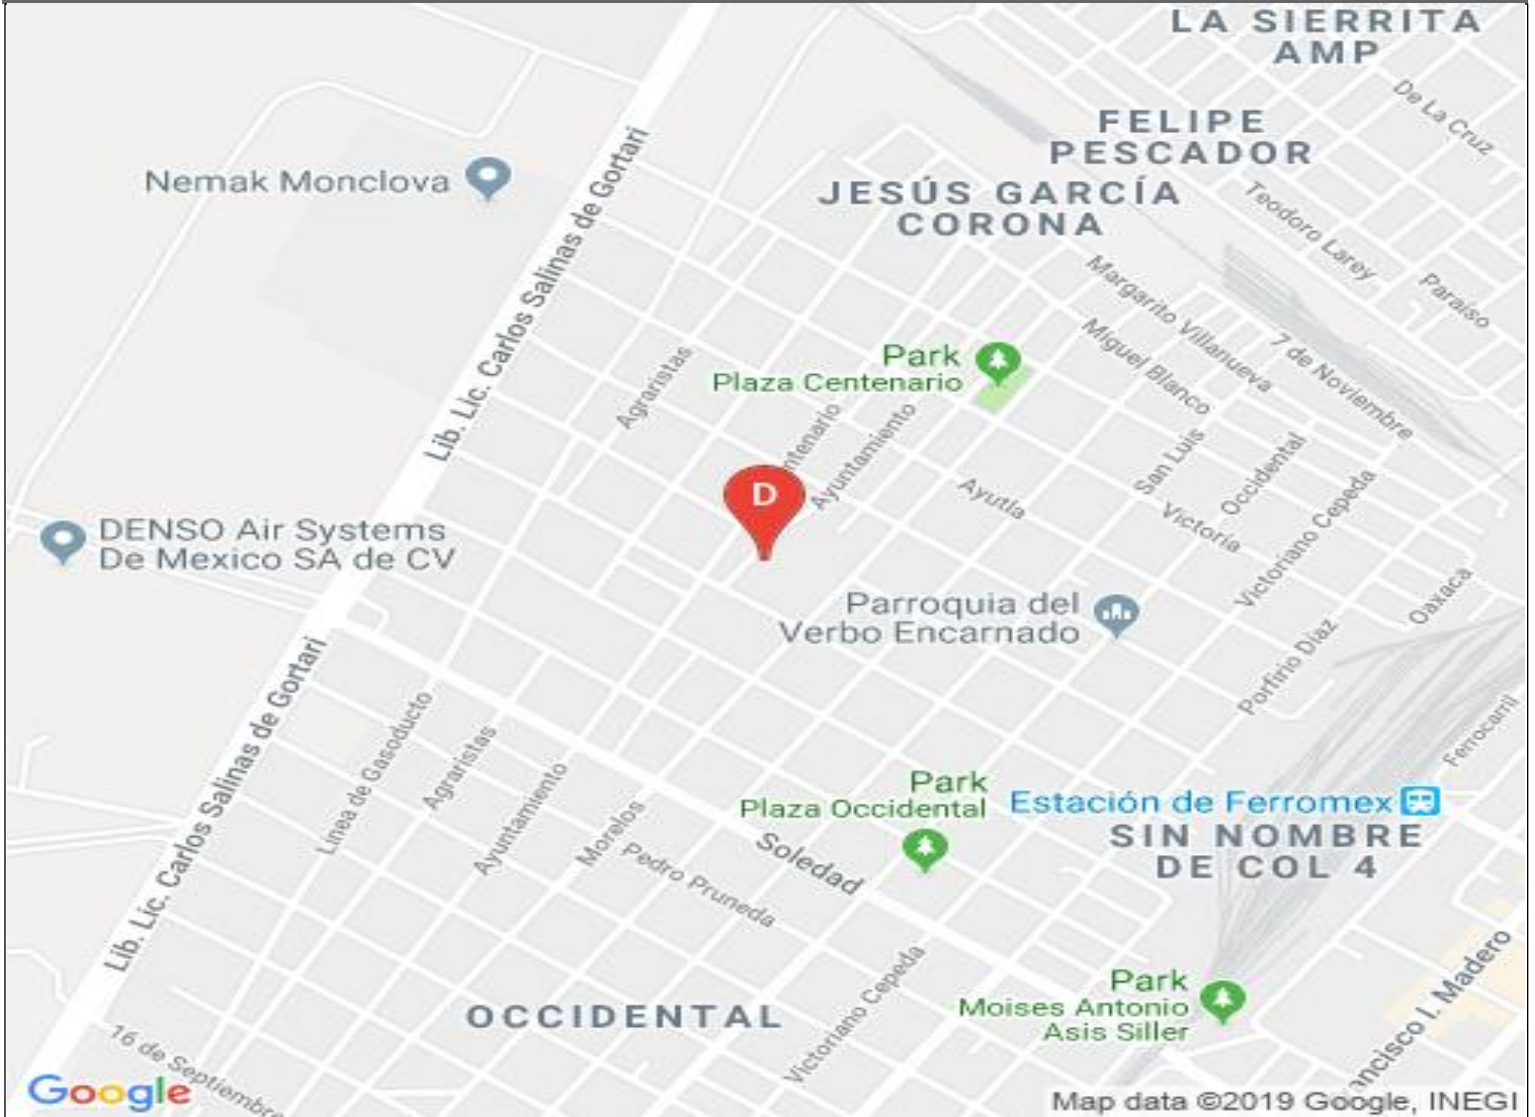 LA SIERRITA
AMP
De La Cruz
FELIPE
PESCADOR
Nemak Monclova
JESÚS GARCÍA
CORONA
Teodoro Larey
Paraíso
Lib. Lic. Carlos Salinas de Gortari
Margarito Villanueva
Miguel Blanco
7 de Noviembre
Park
Plaza Centenario
Agraristas
ntenario
Ayuntamiento
San Luis
Occidental
D
Ayutla
Victoria
Victoriano Cepeda
DENSO Air Systems
De Mexico SA de CV
Parroquia del
Verbo Encarnado
Oaxaca
Porfirio Díaz
Lib. Lic. Carlos Salinas de Gortari
Línea de Gasoducto
Agraristas
Ayuntamiento
Morelos
Ferrocarril
Park
Plaza Occidental
Estación de Ferromex
SIN NOMBRE
DE COL 4
Soledad
Pedro Pruneda
Victoriano Cepeda
Park
Moises Antonio
Asis Siller
OCCIDENTAL
ancisco I. Madero
16 de Septiembre
Google
Map data ©2019 Google, INEGI